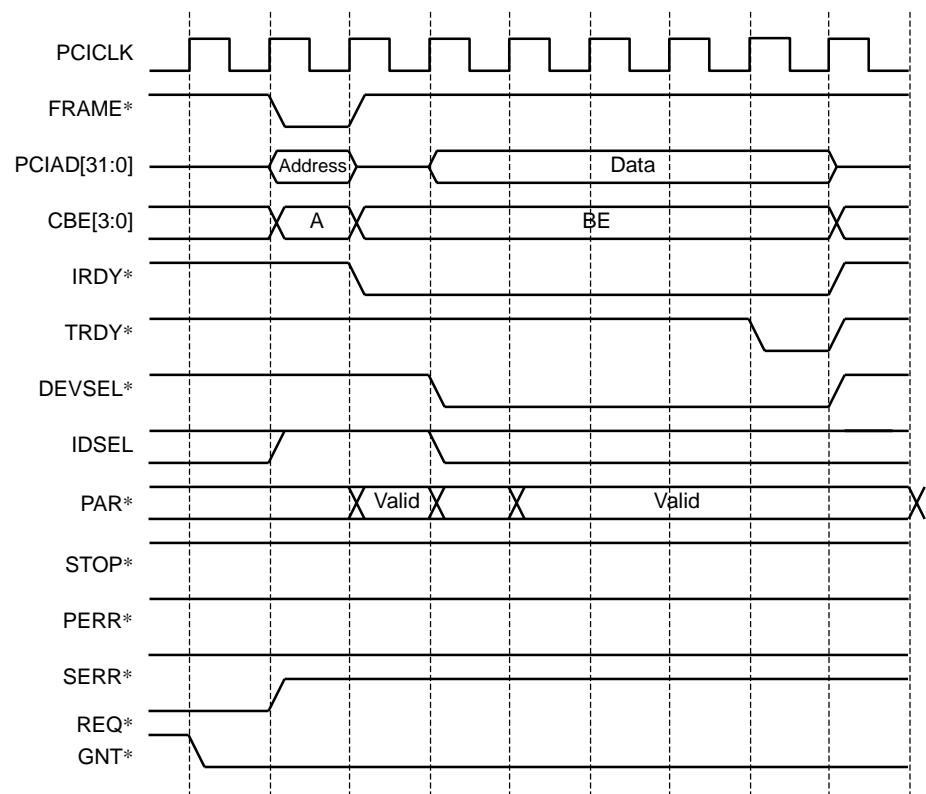 PCICLK
FRAME*
PCIAD[31:0] Address Data
CBE[3:0] A BE
IRDY*
TRDY*
DEVSEL*
IDSEL
PAR* Valid Valid
STOP*
PERR*
SERR*
REQ*
GNT*